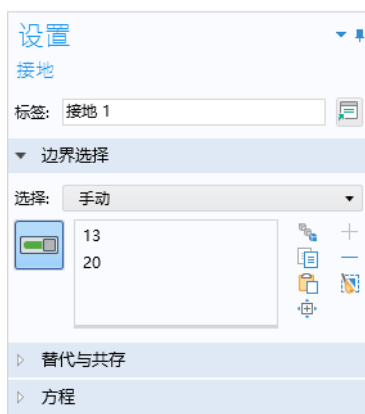 设置
接地
标签: 接地 1
边界选择
选择: 手动
13
20
替代与共存
方程